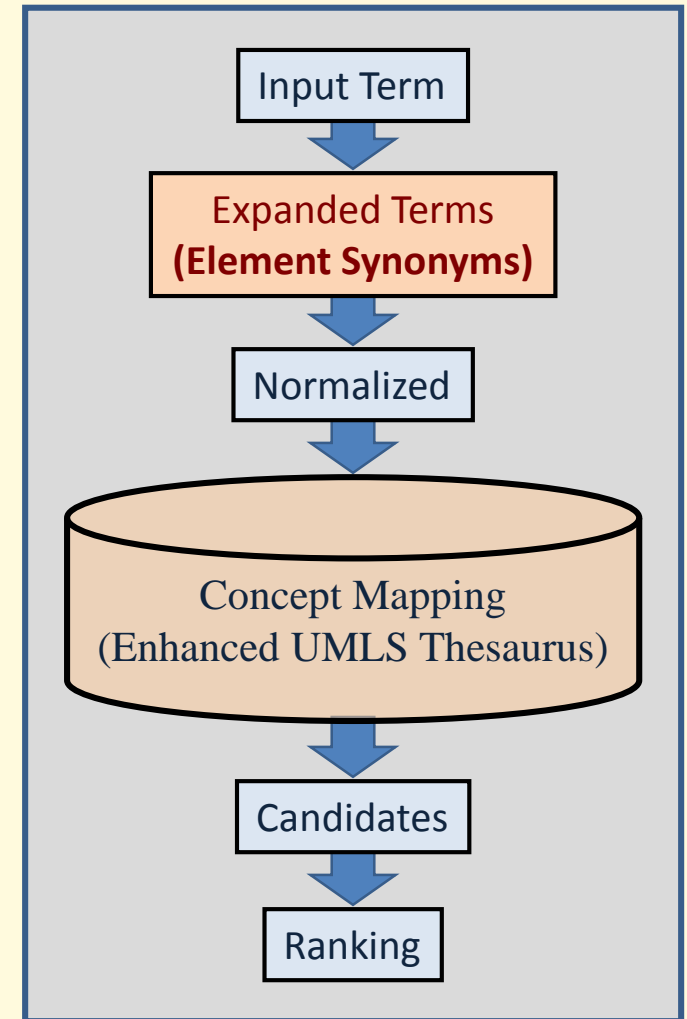 Input Term
Expanded Terms
(Element Synonyms)
Normalized
Concept Mapping
(Enhanced UMLS Thesaurus)
Candidates
Ranking